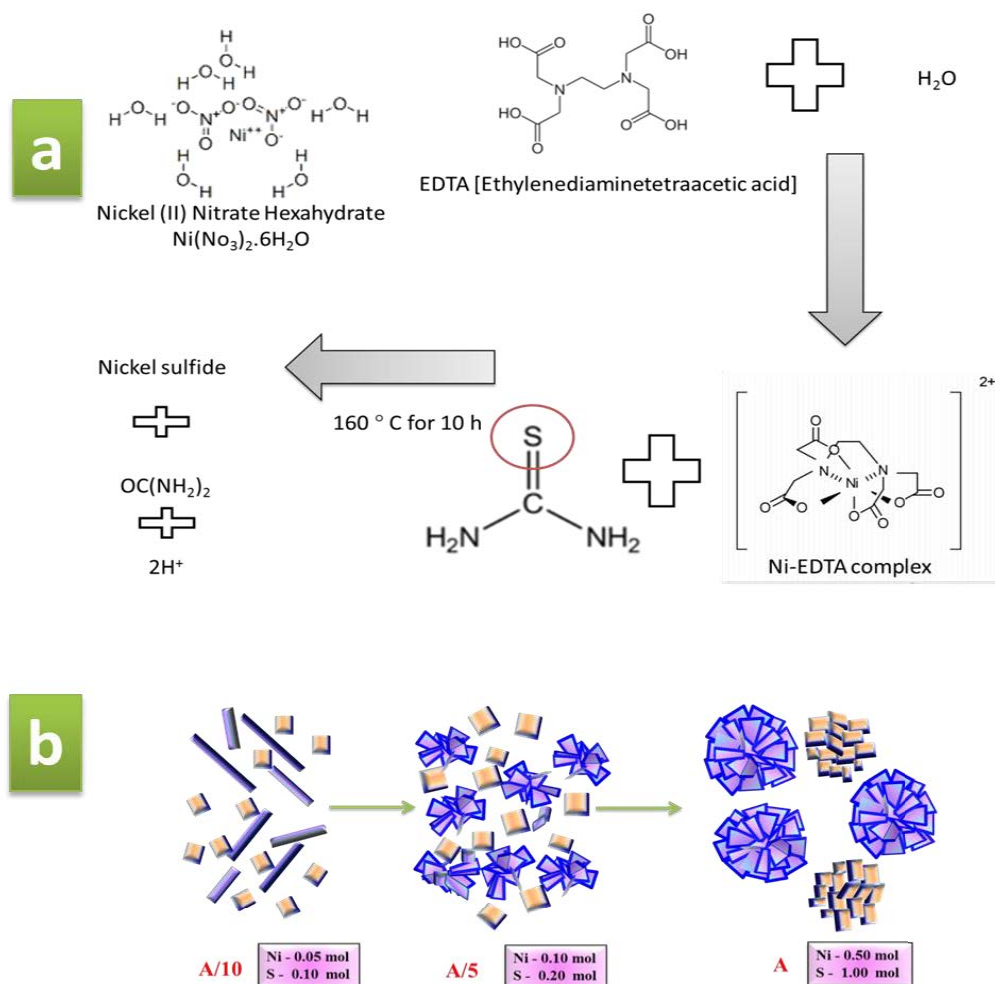 a
H
O
H
H
O
H
H
O
H
⁻O
N⁺
O⁻
O
O
N⁺
O⁻
O⁻
Ni⁺⁺
H
O
H
H
O
H
H
O
H
Nickel (II) Nitrate Hexahydrate
Ni(No₃)₂.6H₂O
HO
O
O
OH
N
N
HO
O
O
OH
EDTA [Ethylenediaminetetraacetic acid]
H₂O
Nickel sulfide
OC(NH₂)₂
2H⁺
160 ° C for 10 h
S
C
H₂N
NH₂
2+
O
O
N
N
Ni
O
O
O
O
O
O
Ni-EDTA complex
b
A/10
Ni - 0.05 mol
S - 0.10 mol
A/5
Ni - 0.10 mol
S - 0.20 mol
A
Ni - 0.50 mol
S - 1.00 mol